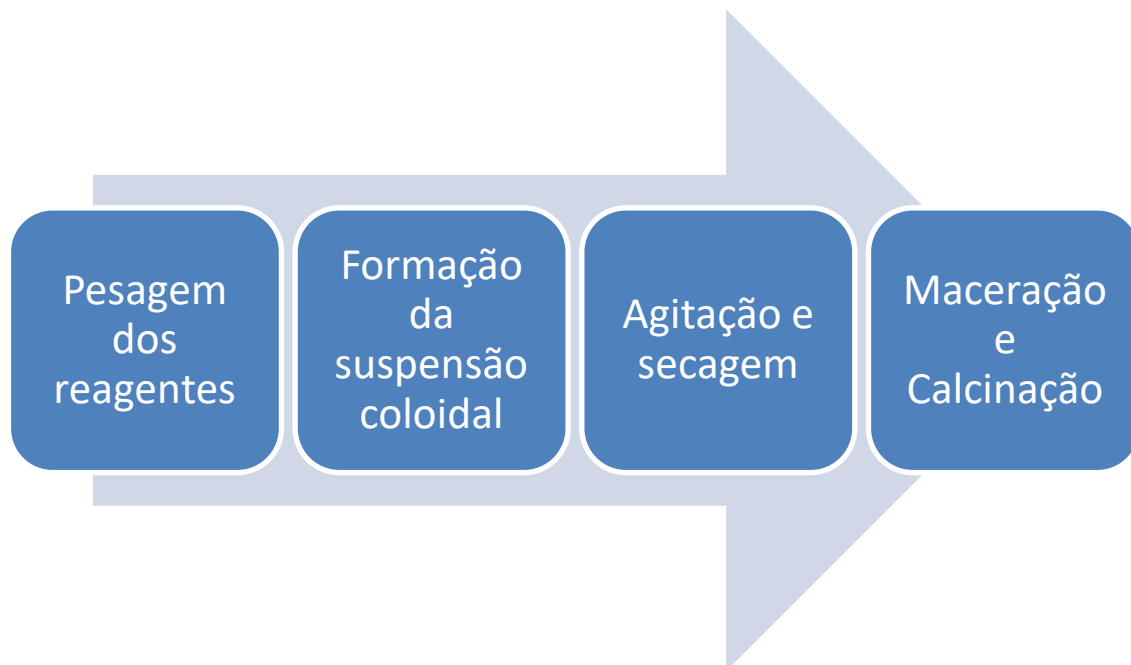 Pesagem
dos
reagentes
Formação
da
suspensão
coloidal
Agitação e
secagem
Maceração
e
Calcinação